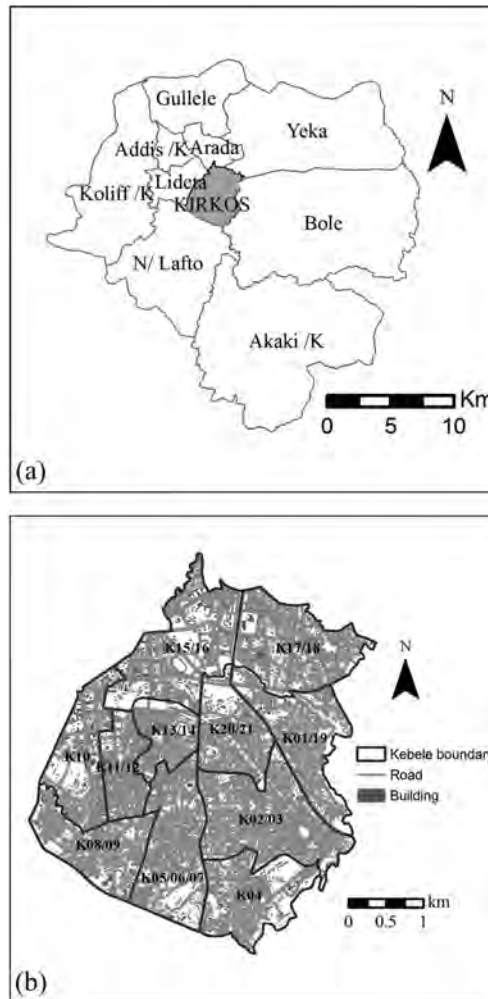 Gullele
N
Yeka
Addis /K
Arada
Lideta
Koliff /K
KIRKOS
Bole
N/ Lafto
Akaki /K
Km
0 5 10
(a)
K15/16
K17/18
N
K13/14
K20/21
K01/19
K10
K11/12
Kebele boundary
Road
Building
K02/03
K08/09
K05/06/07
K04
km
0 0.5 1
(b)